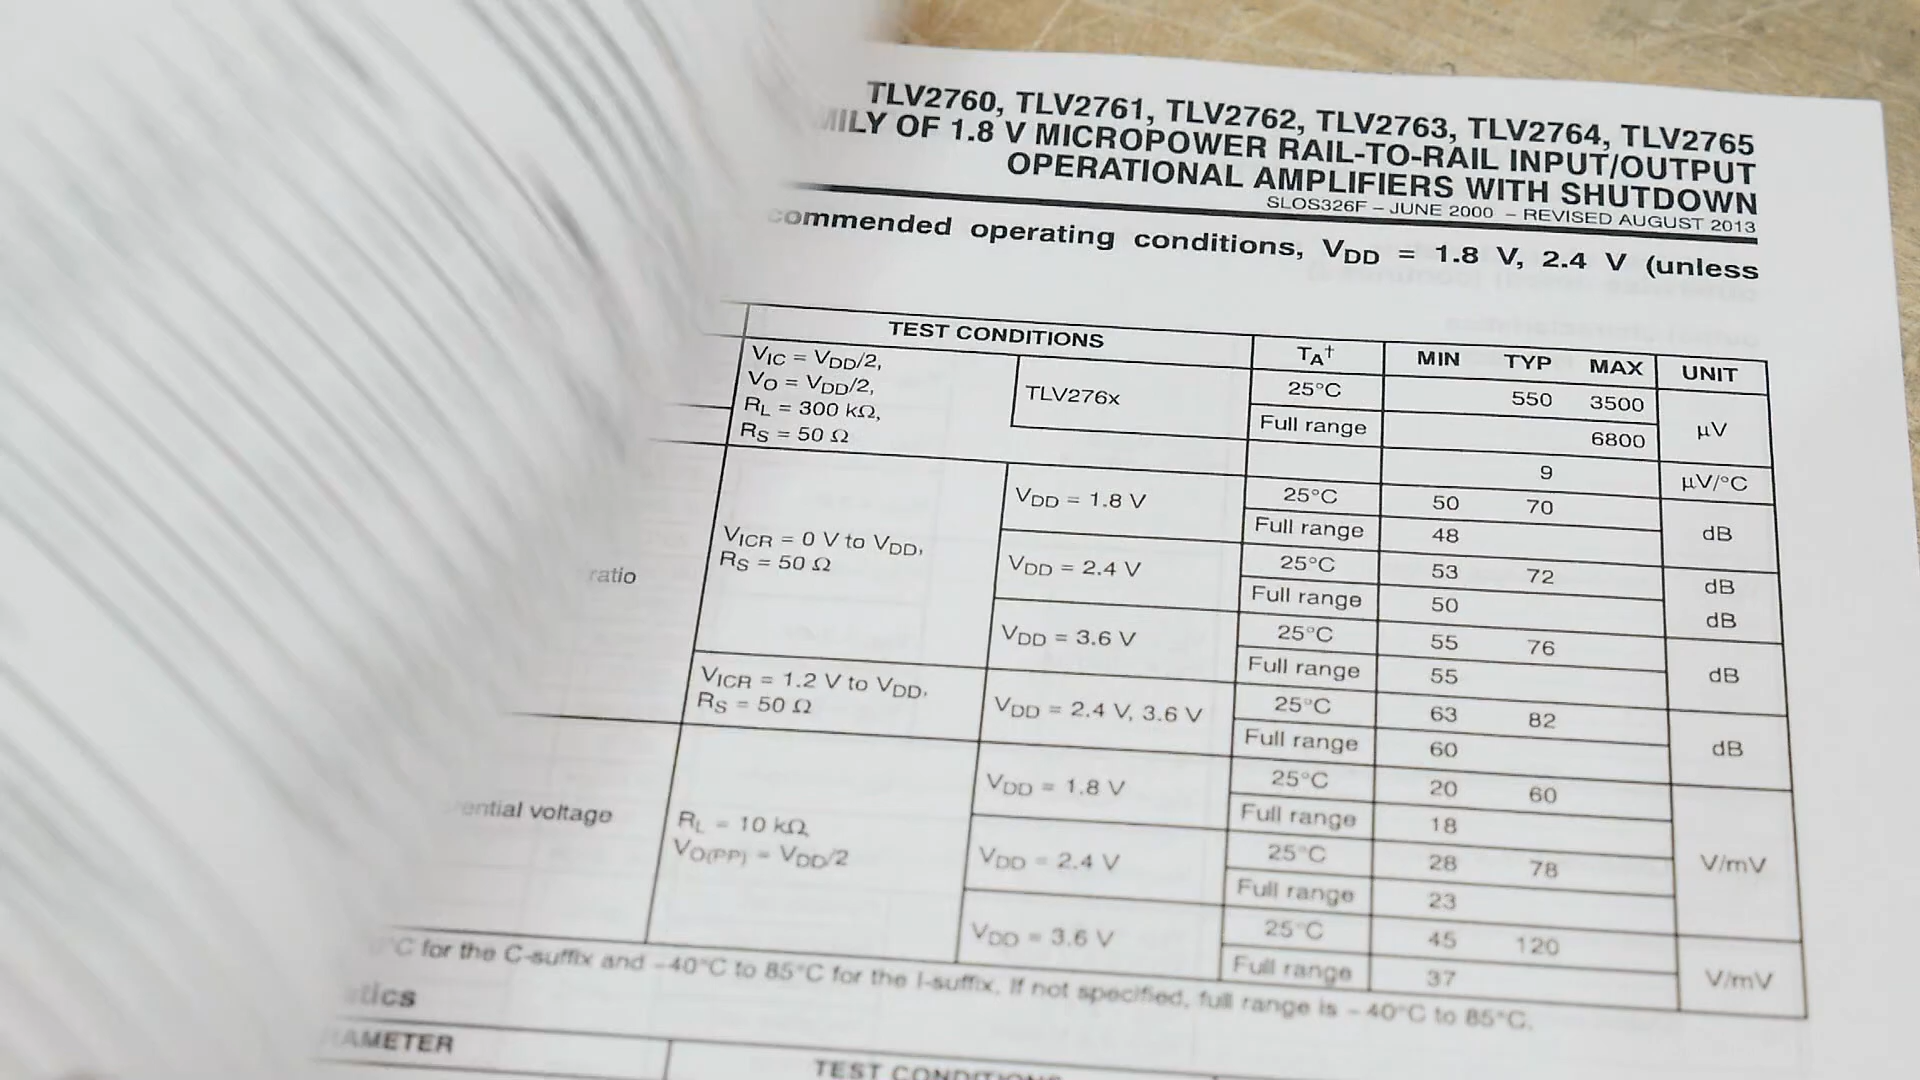 TLV2760, TLV2761, TLV2762, TLV2763, TLV2764, TLV2765
OF 1.8 V MICROPOWER RAIL-TO-RAIL INPUT/OUTPUT
OPERATIONAL AMPLIFIERS WITH SHUTDOWN
SLOS326F – JUNE 2000 – REVISED AUGUST 2013
operating conditions, VDD = 1.8 V, 2.4 V (unless
TEST CONDITIONS TA† MIN TYP MAX UNIT
VIC = VDD/2,
VO = VDD/2,
RL = 300 kΩ,
RS = 50 Ω
TLV276x 25°C 550 3500 µV
Full range 6800
9 µV/°C
VICR = 0 V to VDD,
RS = 50 Ω
VDD = 1.8 V 25°C 50 70 dB
Full range 48
ratio
VDD = 2.4 V 25°C 53 72 dB
Full range 50 dB
VDD = 3.6 V 25°C 55 76 dB
Full range 55
VICR = 1.2 V to VDD,
RS = 50 Ω
VDD = 2.4 V, 3.6 V 25°C 63 82 dB
Full range 60
voltage
RL = 10 kΩ,
VO(PP) = VDD/2
VDD = 1.8 V 25°C 20 60 V/mV
Full range 18
VDD = 2.4 V 25°C 28 78
Full range 23
VDD = 3.6 V 25°C 45 120 V/mV
Full range 37
for the C-suffix and –40°C to 85°C for the I-suffix. If not specified, full range is – 40°C to 85°C.
TEST CONDITIONS